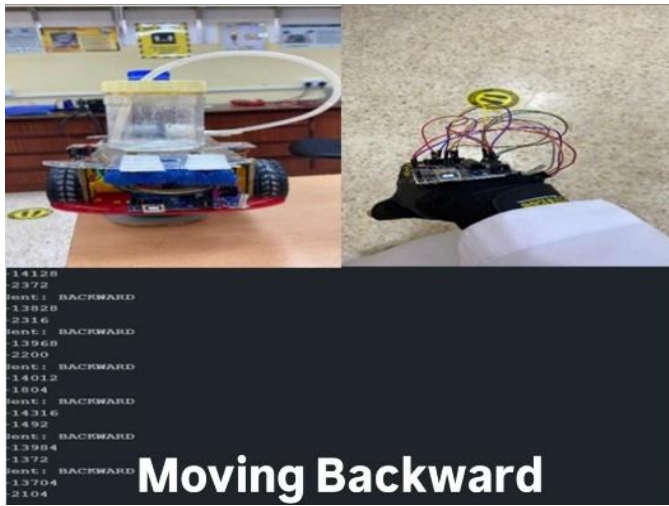 -14128
-2372
Sent: BACKWARD
-13828
-2316
Sent: BACKWARD
-13968
-2200
Sent: BACKWARD
-14012
-1804
Sent: BACKWARD
-14316
-1492
Sent: BACKWARD
-13984
-1372
Sent: BACKWARD
-13704
-2104
Moving Backward